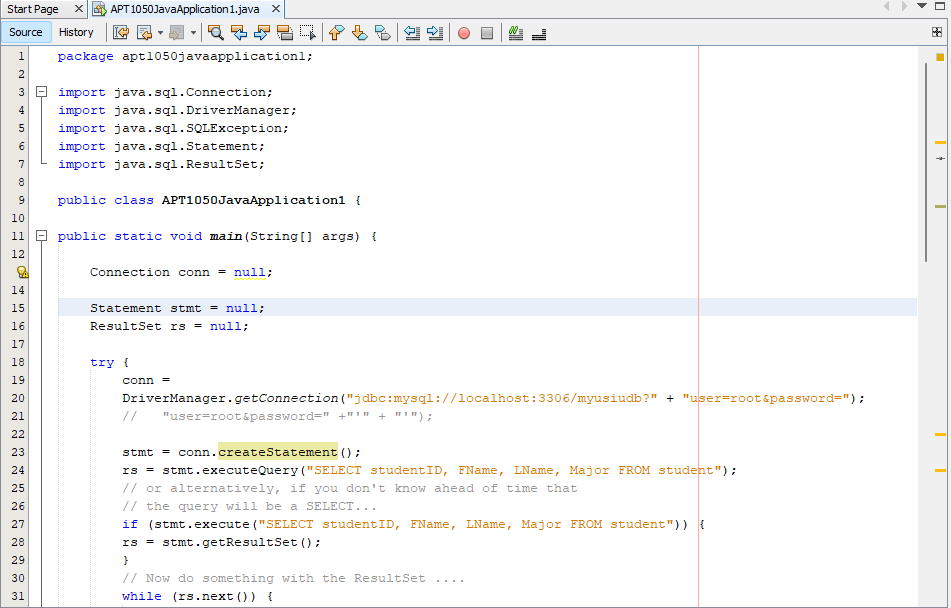 Start Page
APT1050JavaApplication1.java
Source History
1 package apt1050javaapplication1;
2
3 import java.sql.Connection;
4 import java.sql.DriverManager;
5 import java.sql.SQLException;
6 import java.sql.Statement;
7 import java.sql.ResultSet;
8
9 public class APT1050JavaApplication1 {
10
11 public static void main(String[] args) {
12
Connection conn = null;
14
15 Statement stmt = null;
16 ResultSet rs = null;
17
18 try {
19 conn =
20 DriverManager.getConnection("jdbc:mysql://localhost:3306/myusiudb?" + "user=root&password=");
21 //   "user=root&password=" +"'" + "'");
22
23 stmt = conn.createStatement();
24 rs = stmt.executeQuery("SELECT studentID, FName, LName, Major FROM student");
25 // or alternatively, if you don't know ahead of time that
26 // the query will be a SELECT...
27 if (stmt.execute("SELECT studentID, FName, LName, Major FROM student")) {
28 rs = stmt.getResultSet();
29 }
30 // Now do something with the ResultSet ....
31 while (rs.next()) {